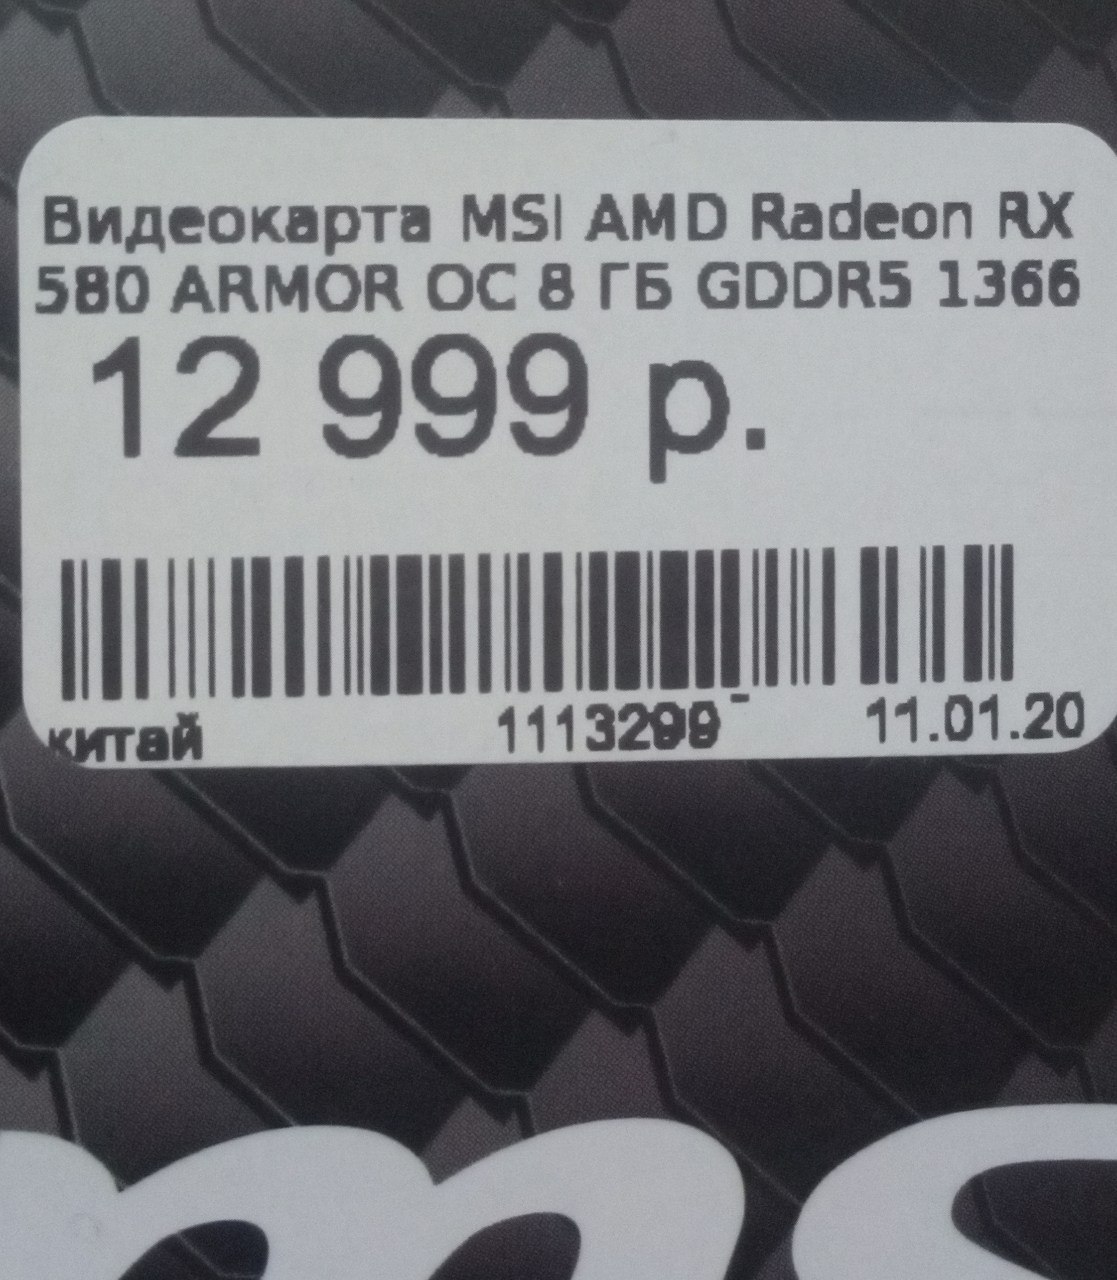 Видеокарта MSI AMD Radeon RX
580 ARMOR OC 8 ГБ GDDR5 1366
12 999 р.
китай 1113299 11.01.20